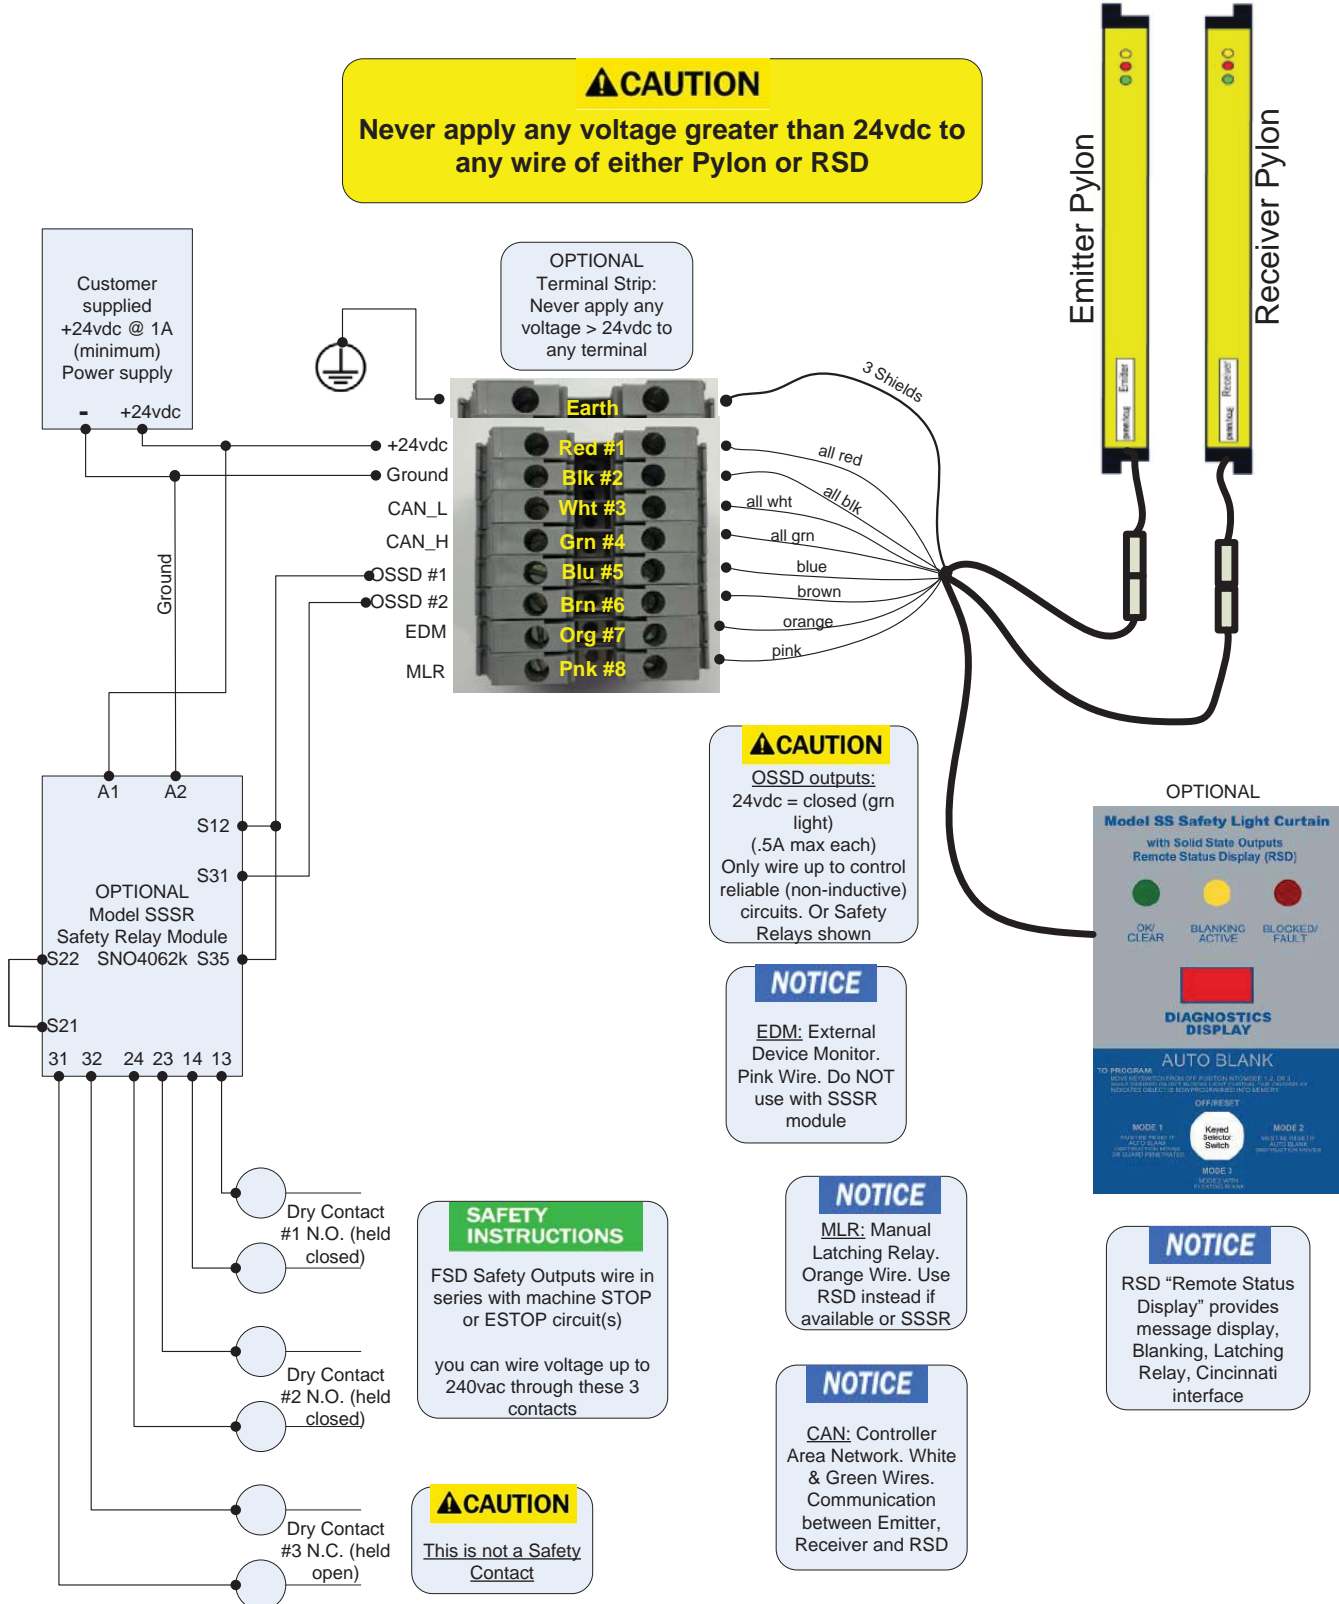 CAUTION
Never apply any voltage greater than 24vdc to
any wire of either Pylon or RSD
Emitter Pylon
Receiver Pylon
Emitter
Receiver
Customer
supplied
+24vdc @ 1A
(minimum)
Power supply
-
+24vdc
OPTIONAL
Terminal Strip:
Never apply any
voltage > 24vdc to
any terminal
3 Shields
Earth
+24vdc
Red #1
all red
Ground
Blk #2
all blk
CAN_L
Wht #3
all wht
CAN_H
Grn #4
all grn
OSSD #1
Blu #5
blue
OSSD #2
Brn #6
brown
EDM
Org #7
orange
MLR
Pnk #8
pink
Ground
A1
A2
S12
S31
OPTIONAL
Model SSSR
Safety Relay Module
S22
SNO4062k
S35
S21
31
32
24
23
14
13
Dry Contact
#1 N.O. (held
closed)
Dry Contact
#2 N.O. (held
closed)
Dry Contact
#3 N.C. (held
open)
SAFETY
INSTRUCTIONS
FSD Safety Outputs wire in
series with machine STOP
or ESTOP circuit(s)
you can wire voltage up to
240vac through these 3
contacts
CAUTION
This is not a Safety
Contact
CAUTION
OSSD outputs:
24vdc = closed (grn
light)
(.5A max each)
Only wire up to control
reliable (non-inductive)
circuits. Or Safety
Relays shown
NOTICE
EDM: External
Device Monitor.
Pink Wire. Do NOT
use with SSSR
module
NOTICE
MLR: Manual
Latching Relay.
Orange Wire. Use
RSD instead if
available or SSSR
NOTICE
CAN: Controller
Area Network. White
& Green Wires.
Communication
between Emitter,
Receiver and RSD
OPTIONAL
Model SS Safety Light Curtain
with Solid State Outputs
Remote Status Display (RSD)
OK/
CLEAR
BLANKING
ACTIVE
BLOCKED/
FAULT
DIAGNOSTICS
DISPLAY
AUTO BLANK
TO PROGRAM:
OFF/RESET
MODE 1
Keyed
Selector
Switch
MODE 2
MODE 3
NOTICE
RSD “Remote Status
Display” provides
message display,
Blanking, Latching
Relay, Cincinnati
interface